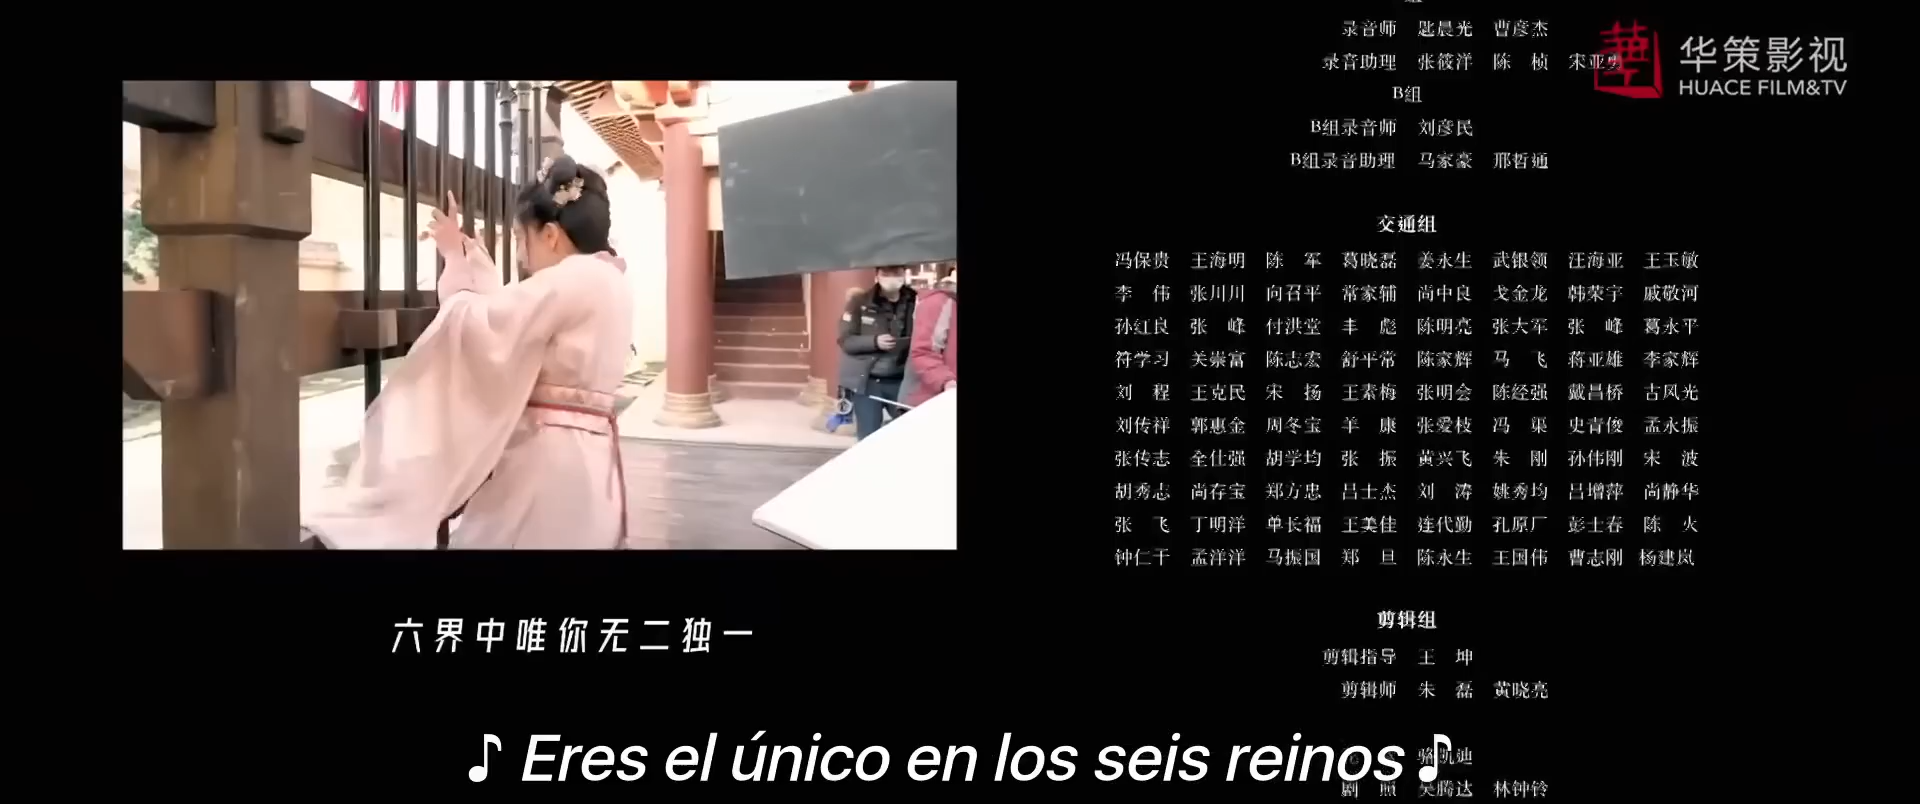 录音师 匙晨光 曹彦杰
录音助理 张筱洋 陈 桢 宋亚勇
B组
B组录音师 刘彦民
B组录音助理 马家豪 邢哲通
华策影视
HUACE FILM&TV
交通组
冯保贵 王海明 陈 军 葛晓磊 姜永生 武银领 汪海亚 王玉敏
李 伟 张川川 向召平 常家辅 尚中良 戈金龙 韩荣宇 戚敬河
孙红良 张 峰 付洪堂 丰 彪 陈明亮 张大军 张 峰 葛永平
符学习 关崇富 陈志宏 舒平常 陈家辉 马 飞 蒋亚雄 李家辉
刘 程 王克民 宋 扬 王素梅 张明会 陈经强 戴昌桥 古风光
刘传祥 郭惠金 周冬宝 羊 康 张爱枝 冯 渠 史青俊 孟永振
张传志 全仕强 胡学均 张 振 黄兴飞 朱 刚 孙伟刚 宋 波
胡秀志 尚存宝 郑方忠 吕士杰 刘 涛 姚秀均 吕增萍 尚静华
张 飞 丁明洋 单长福 王美佳 连代勤 孔原厂 彭士春 陈 火
钟仁干 孟洋洋 马振国 郑 旦 陈永生 王国伟 曹志刚 杨建岚
剪辑组
剪辑指导 王 坤
剪辑师 朱 磊 黄晓亮
骆凯迪
剧 照 吴腾达 林钟铃
六界中唯你无二独一
♪ Eres el único en los seis reinos ♪